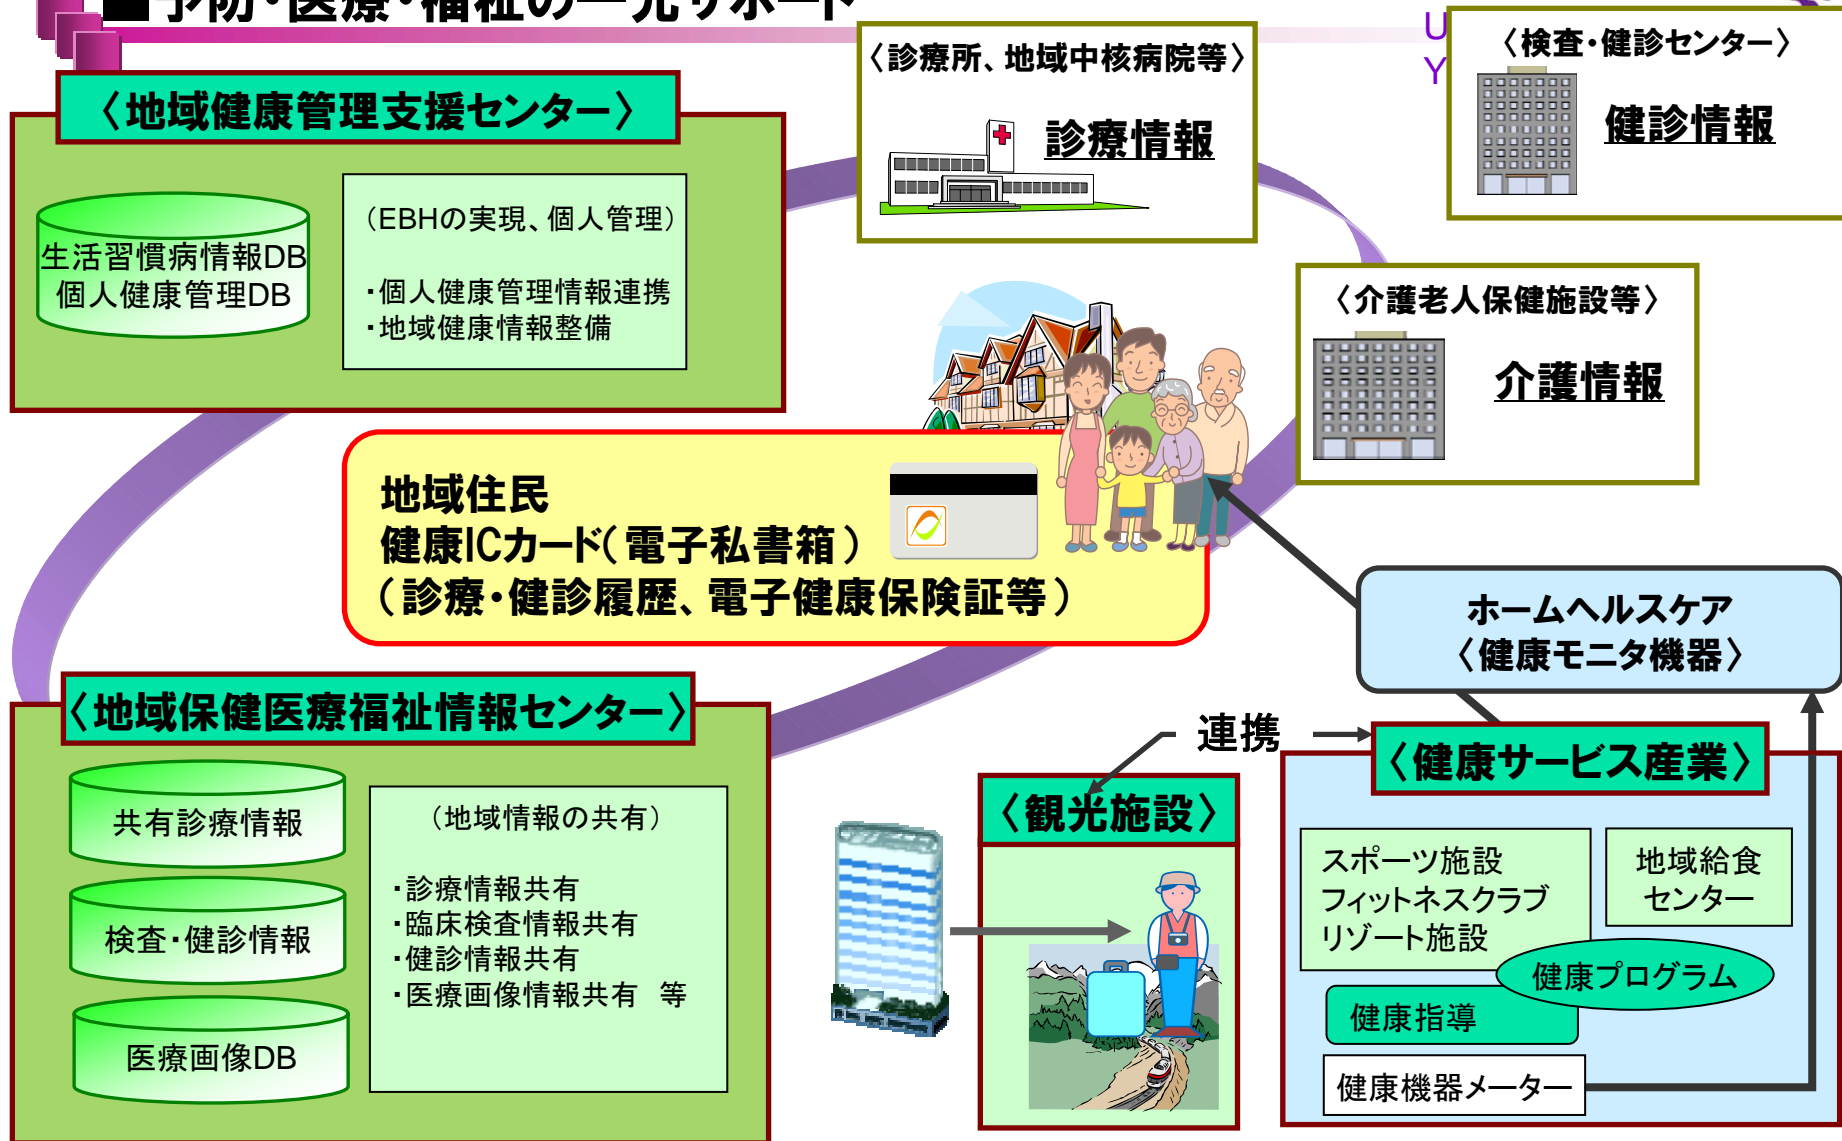 ■予防・医療・福祉の一元サポート
U
Y
〈地域健康管理支援センター〉
生活習慣病情報DB
個人健康管理DB
（EBHの実現、個人管理）
・個人健康管理情報連携
・地域健康情報整備
〈診療所、地域中核病院等〉
診療情報
〈検査・健診センター〉
健診情報
〈介護老人保健施設等〉
介護情報
地域住民
健康ICカード（電子私書箱）
（診療・健診履歴、電子健康保険証等）
ホームヘルスケア
〈健康モニタ機器〉
〈地域保健医療福祉情報センター〉
共有診療情報
検査・健診情報
医療画像DB
（地域情報の共有）
・診療情報共有
・臨床検査情報共有
・健診情報共有
・医療画像情報共有　等
連携
〈観光施設〉
〈健康サービス産業〉
スポーツ施設
フィットネスクラブ
リゾート施設
地域給食
センター
健康プログラム
健康指導
健康機器メーター